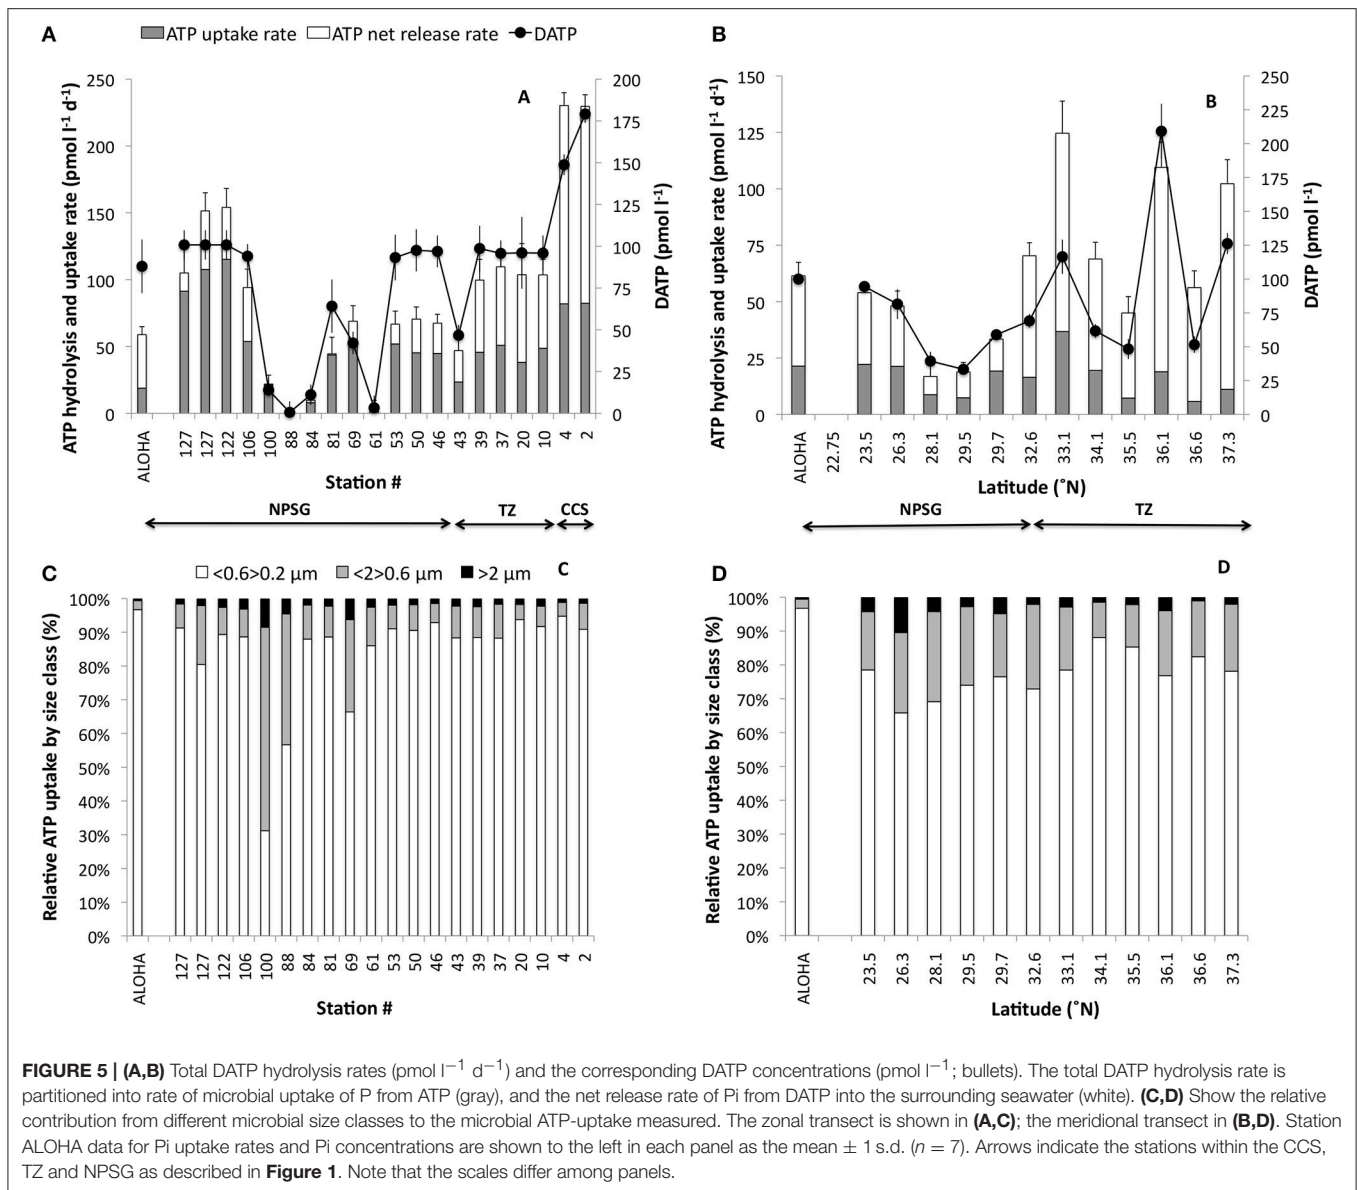 A
ATP uptake rate
ATP net release rate
DATP
250
200
150
100
50
0
200
175
150
125
100
75
50
25
0
A
ATP hydrolysis and uptake rate (pmol l-1 d-1)
DATP (pmol l-1)
ALOHA 127 127 122 106 100 88 84 81 69 61 53 50 46 43 39 37 20 10 4 2
Station #
NPSG TZ CCS
B
150
125
100
75
50
25
0
250
225
200
175
150
125
100
75
50
25
0
B
ATP hydrolysis and uptake rate (pmol l-1 d-1)
DATP (pmol l-1)
ALOHA 22.75 23.5 26.3 28.1 29.5 29.7 32.6 33.1 34.1 35.5 36.1 36.6 37.3
Latitude (˚N)
NPSG TZ
C
<0.6>0.2 µm
<2>0.6 µm
>2 µm
C
100%
90%
80%
70%
60%
50%
40%
30%
20%
10%
0%
Relative ATP uptake by size class (%)
ALOHA 127 127 122 106 100 88 84 81 69 61 53 50 46 43 39 37 20 10 4 2
Station #
D
D
100%
90%
80%
70%
60%
50%
40%
30%
20%
10%
0%
Relative ATP uptake by size class (%)
ALOHA 23.5 26.3 28.1 29.5 29.7 32.6 33.1 34.1 35.5 36.1 36.6 37.3
Latitude (˚N)
FIGURE 5 | (A,B) Total DATP hydrolysis rates (pmol l−1 d−1) and the corresponding DATP concentrations (pmol l−1; bullets). The total DATP hydrolysis rate is
partitioned into rate of microbial uptake of P from ATP (gray), and the net release rate of Pi from DATP into the surrounding seawater (white). (C,D) Show the relative
contribution from different microbial size classes to the microbial ATP-uptake measured. The zonal transect is shown in (A,C); the meridional transect in (B,D). Station
ALOHA data for Pi uptake rates and Pi concentrations are shown to the left in each panel as the mean ± 1 s.d. (n = 7). Arrows indicate the stations within the CCS,
TZ and NPSG as described in Figure 1. Note that the scales differ among panels.